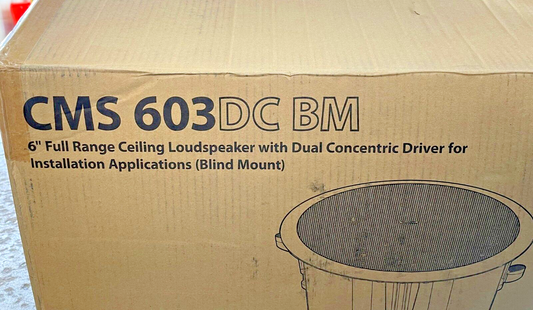 CMS 603DC BM
6" Full Range Ceiling Loudspeaker with Dual Concentric Driver for
Installation Applications (Blind Mount)